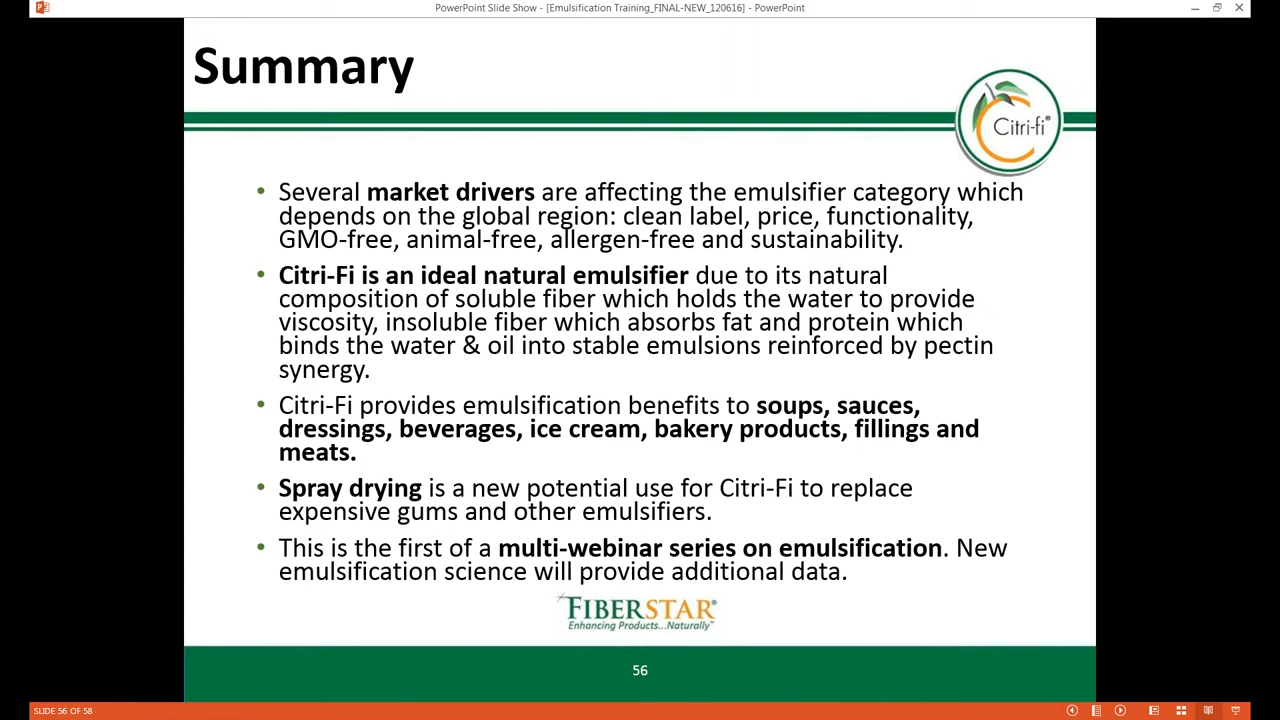 PowerPoint Slide Show - [Emulsification Training_FINAL-NEW_120616] - PowerPoint
Summary
Citri-fi®
• Several market drivers are affecting the emulsifier category which
depends on the global region: clean label, price, functionality,
GMO-free, animal-free, allergen-free and sustainability.
• Citri-Fi is an ideal natural emulsifier due to its natural
composition of soluble fiber which holds the water to provide
viscosity, insoluble fiber which absorbs fat and protein which
binds the water & oil into stable emulsions reinforced by pectin
synergy.
• Citri-Fi provides emulsification benefits to soups, sauces,
dressings, beverages, ice cream, bakery products, fillings and
meats.
• Spray drying is a new potential use for Citri-Fi to replace
expensive gums and other emulsifiers.
• This is the first of a multi-webinar series on emulsification. New
emulsification science will provide additional data.
FIBERSTAR®
Enhancing Products...Naturally™
56
SLIDE 56 OF 58